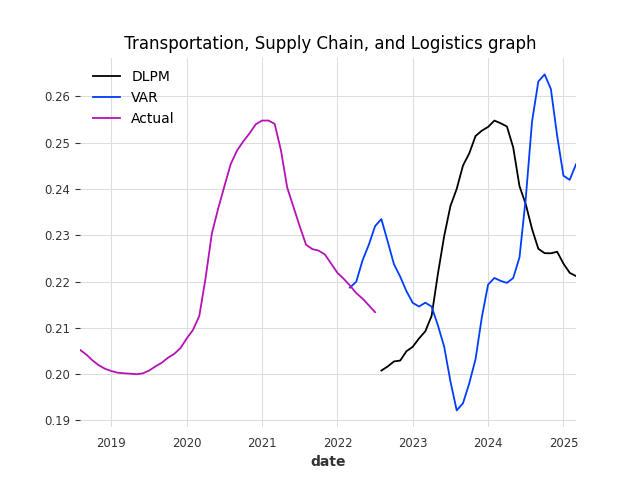 Transportation, Supply Chain, and Logistics graph
DLPM
VAR
Actual
0.26
0.25
0.24
0.23
0.22
0.21
0.20
0.19
2019 2020 2021 2022 2023 2024 2025
date